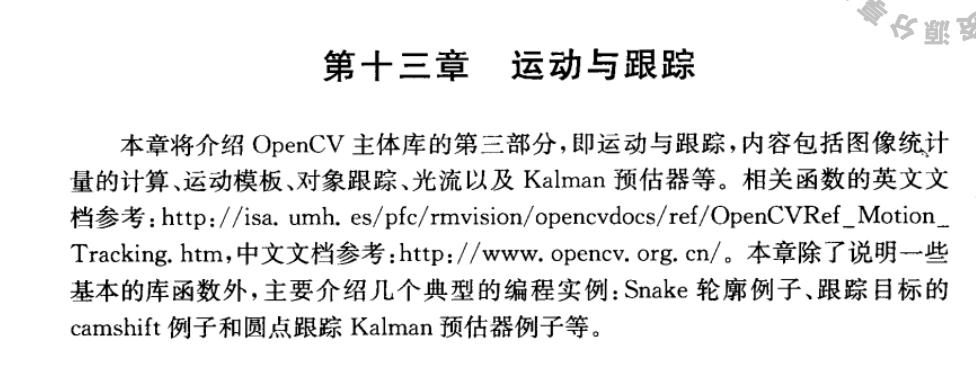 资源分享
第十三章 运动与跟踪
本章将介绍 OpenCV 主体库的第三部分,即运动与跟踪,内容包括图像统计
量的计算、运动模板、对象跟踪、光流以及 Kalman 预估器等。相关函数的英文文
档参考:http://isa. umh. es/pfc/rmvision/opencvdocs/ref/OpenCVRef_Motion_
Tracking. htm,中文文档参考:http://www. opencv. org. cn/。本章除了说明一些
基本的库函数外,主要介绍几个典型的编程实例:Snake 轮廓例子、跟踪目标的
camshift 例子和圆点跟踪 Kalman 预估器例子等。